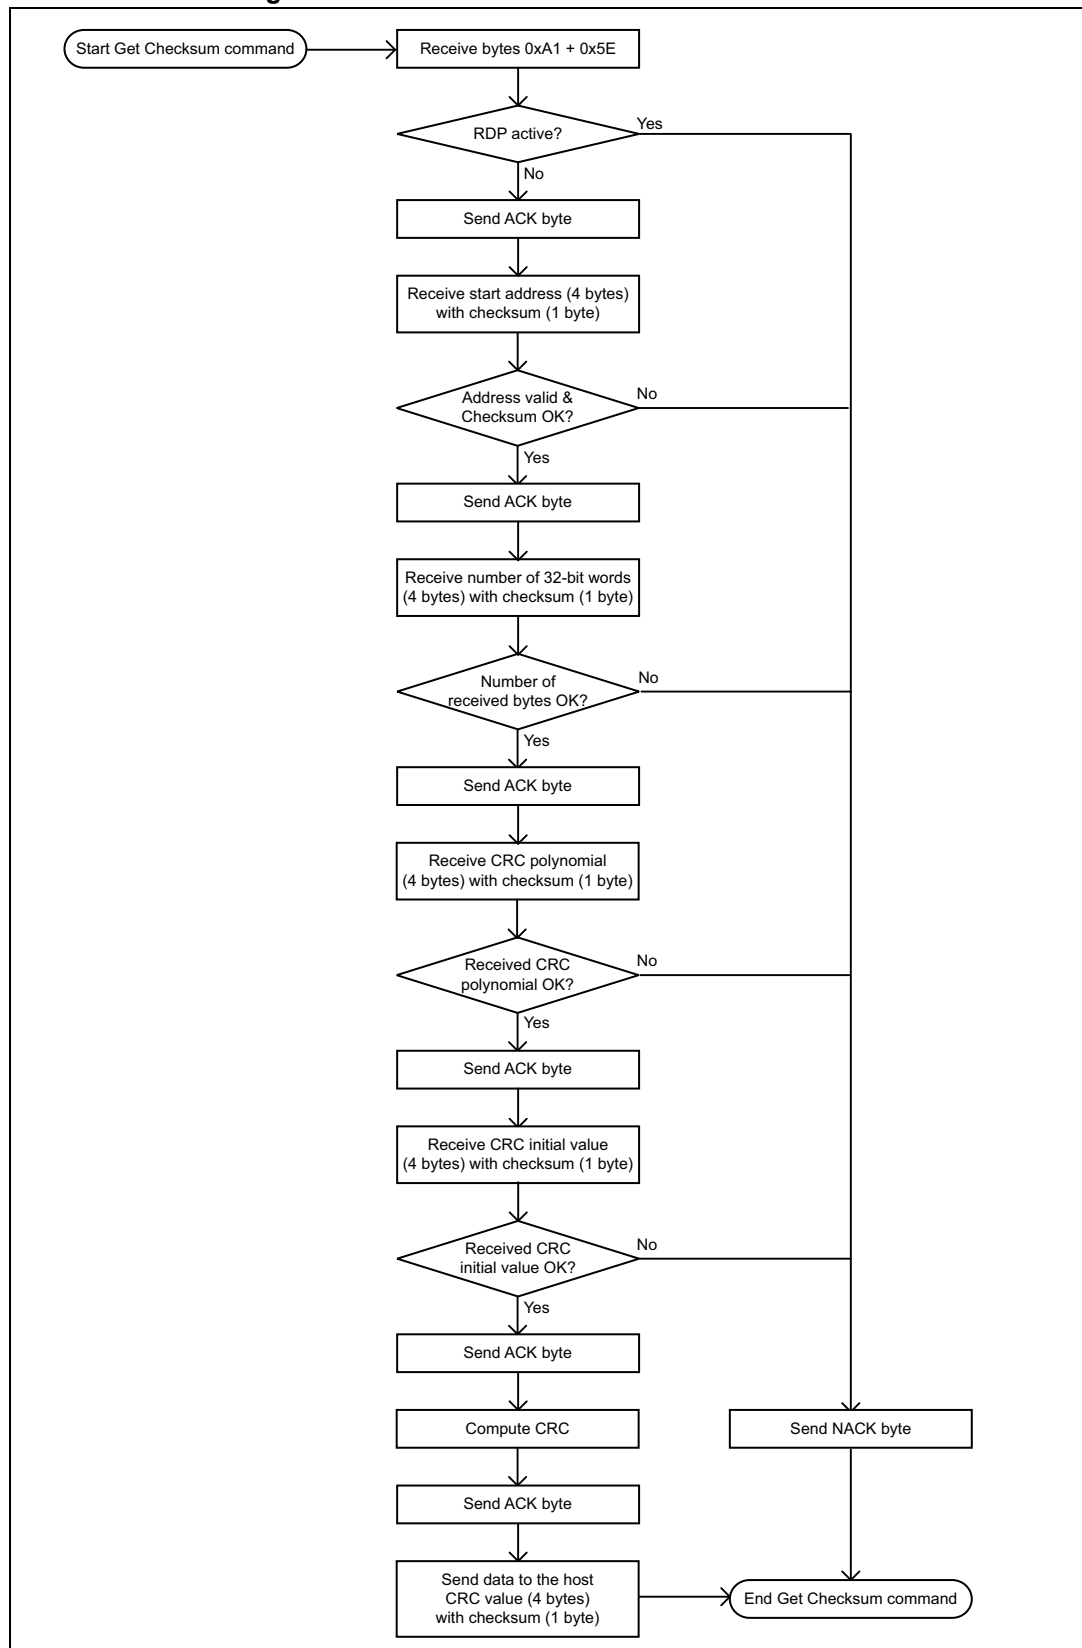 Start Get Checksum command
Receive bytes 0xA1 + 0x5E
RDP active?
Yes
No
Send ACK byte
Receive start address (4 bytes)
with checksum (1 byte)
Address valid &
Checksum OK?
No
Yes
Send ACK byte
Receive number of 32-bit words
(4 bytes) with checksum (1 byte)
Number of
received bytes OK?
No
Yes
Send ACK byte
Receive CRC polynomial
(4 bytes) with checksum (1 byte)
Received CRC
polynomial OK?
No
Yes
Send ACK byte
Receive CRC initial value
(4 bytes) with checksum (1 byte)
Received CRC
initial value OK?
No
Yes
Send ACK byte
Compute CRC
Send NACK byte
Send ACK byte
Send data to the host
CRC value (4 bytes)
with checksum (1 byte)
End Get Checksum command